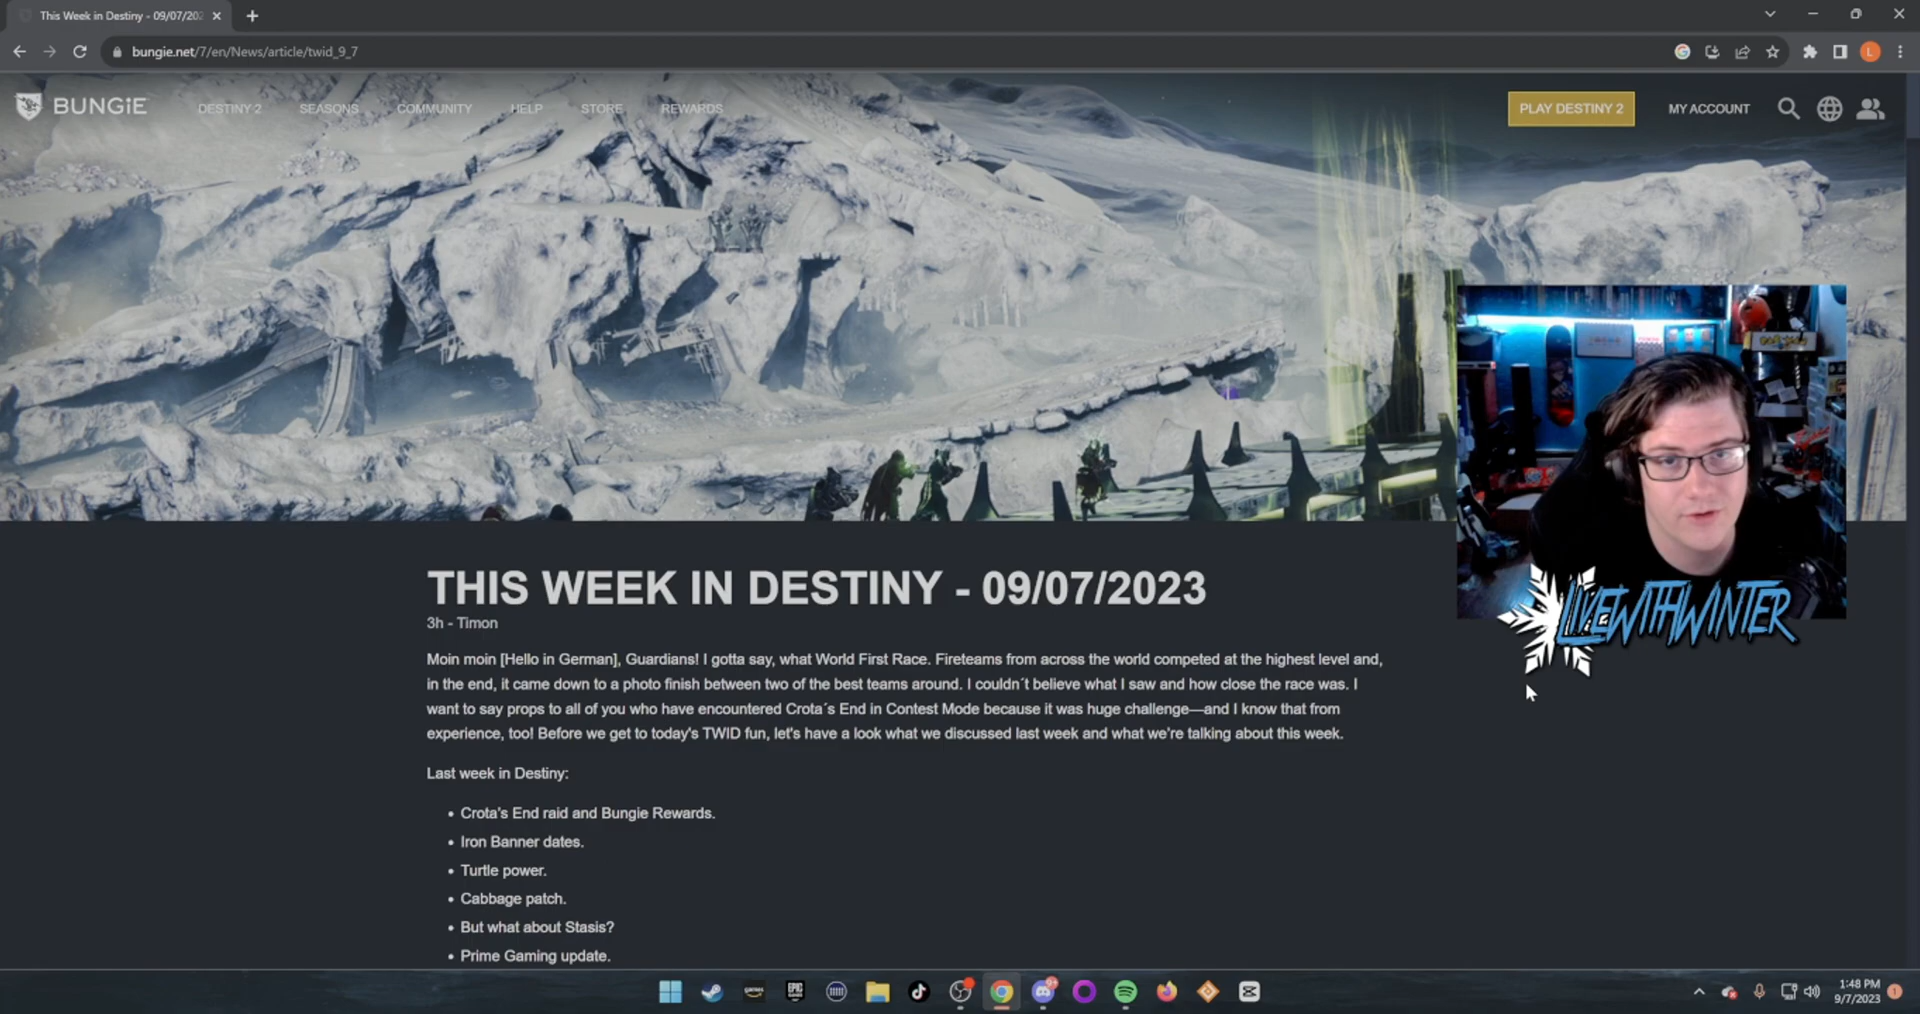 This Week in Destiny - 09/07/202
bungie.net/7/en/News/article/twid_9_7
L
BUNGiE
DESTINY 2
SEASONS
COMMUNITY
HELP
STORE
REWARDS
PLAY DESTINY 2
MY ACCOUNT
LIVEWITHWINTER
THIS WEEK IN DESTINY - 09/07/2023
3h - Timon
Moin moin [Hello in German], Guardians! I gotta say, what World First Race. Fireteams from across the world competed at the highest level and,
in the end, it came down to a photo finish between two of the best teams around. I couldn´t believe what I saw and how close the race was. I
want to say props to all of you who have encountered Crota´s End in Contest Mode because it was huge challenge—and I know that from
experience, too! Before we get to today's TWID fun, let's have a look what we discussed last week and what we're talking about this week.
Last week in Destiny:
• Crota's End raid and Bungie Rewards.
• Iron Banner dates.
• Turtle power.
• Cabbage patch.
• But what about Stasis?
• Prime Gaming update.
games
EPIC
1:48 PM
9/7/2023
1